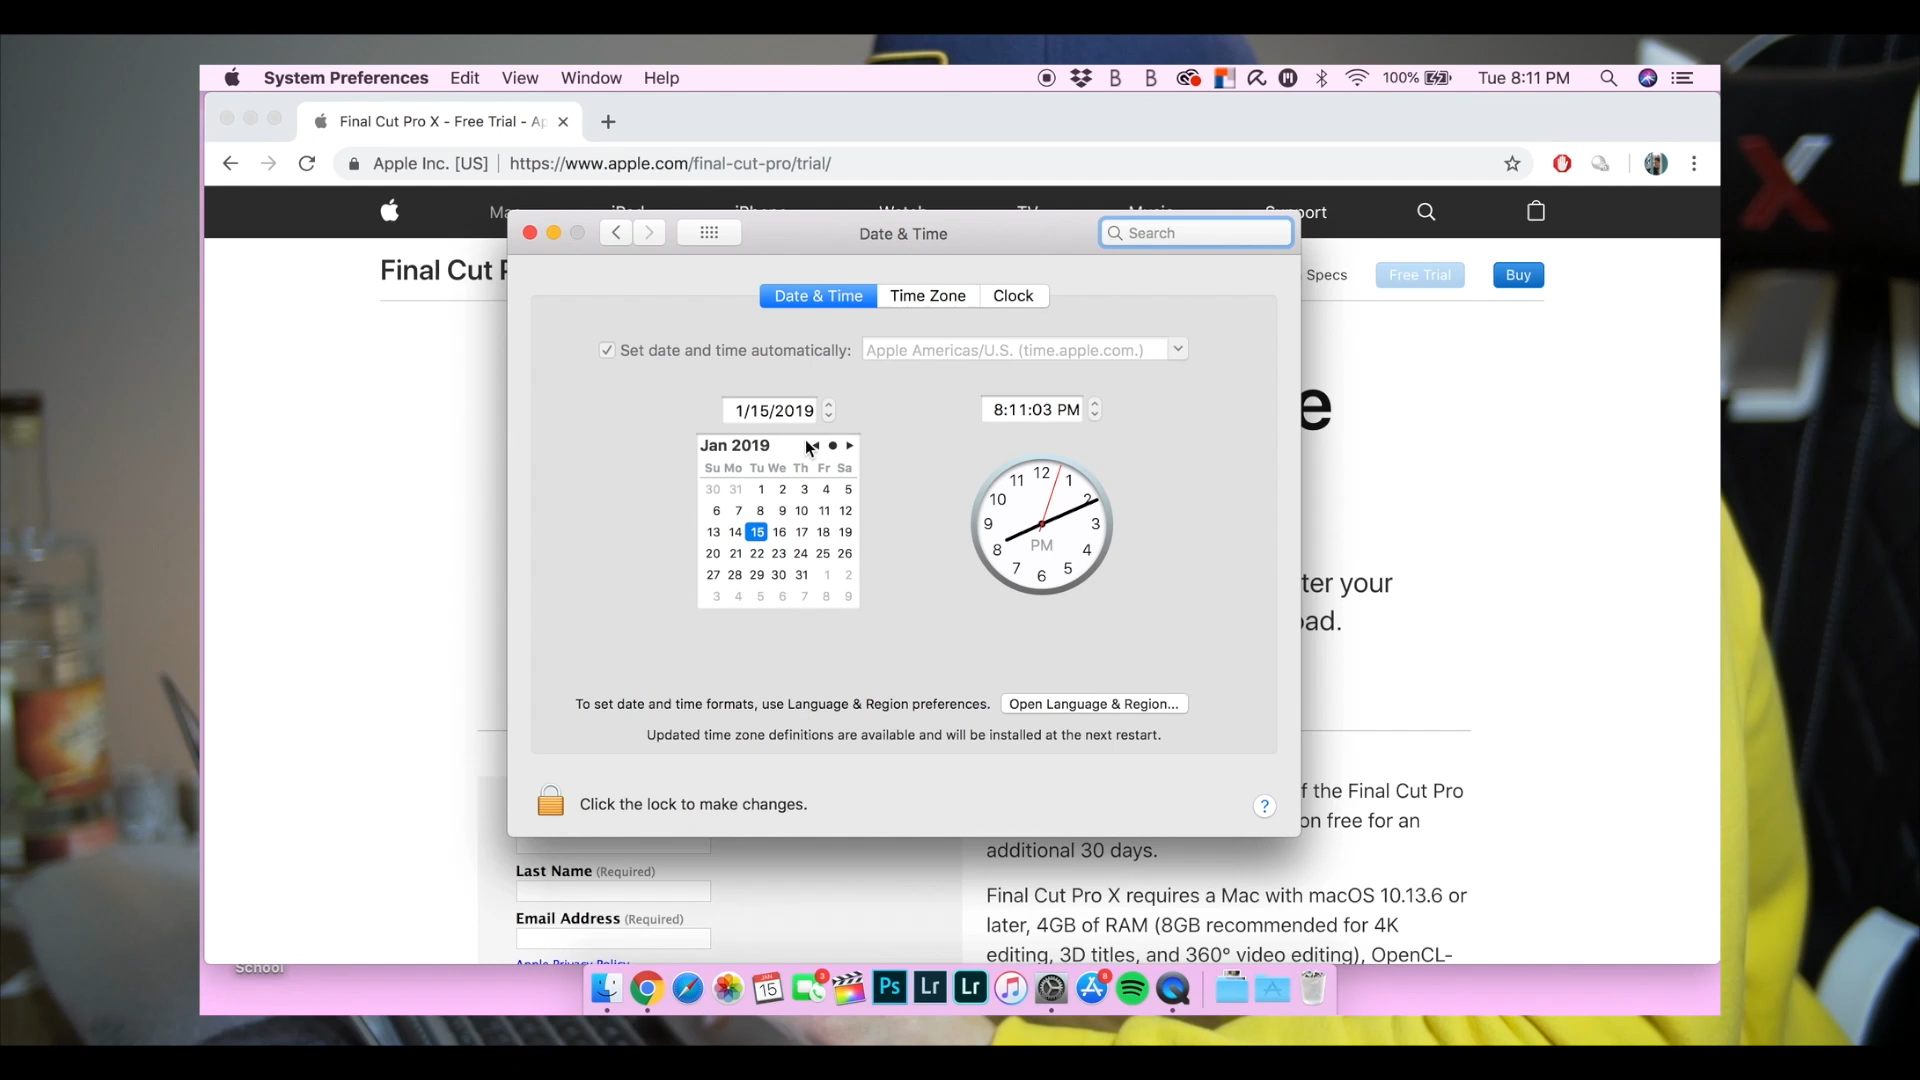 System Preferences Edit View Window Help
100% Tue 8:11 PM
Final Cut Pro X - Free Trial - Ap
Apple Inc. [US] https://www.apple.com/final-cut-pro/trial/
Date & Time
Search
Final Cut
Specs Free Trial Buy
Date & Time Time Zone Clock
Set date and time automatically: Apple Americas/U.S. (time.apple.com.)
1/15/2019 8:11:03 PM
Jan 2019
Su Mo Tu We Th Fr Sa
30 31 1 2 3 4 5
6 7 8 9 10 11 12
13 14 15 16 17 18 19
20 21 22 23 24 25 26
27 28 29 30 31 1 2
3 4 5 6 7 8 9
12 1 2 3 4 5 6 7 8 9 10 11
PM
e
ter your
oad.
To set date and time formats, use Language & Region preferences. Open Language & Region...
Updated time zone definitions are available and will be installed at the next restart.
Click the lock to make changes. ?
f the Final Cut Pro
on free for an
additional 30 days.
Last Name (Required)
Email Address (Required)
Apple Privacy Policy
Final Cut Pro X requires a Mac with macOS 10.13.6 or
later, 4GB of RAM (8GB recommended for 4K
editing, 3D titles, and 360° video editing), OpenCL-
School
JAN
15
3
Ps
Lr
Lr
8
X